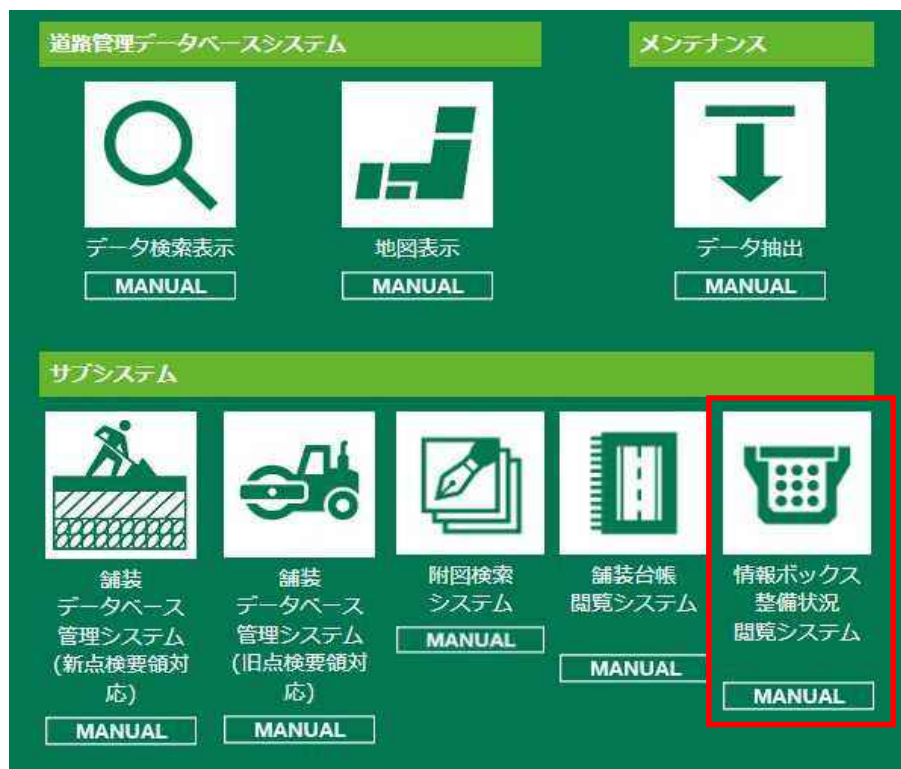 道路管理データベースシステム
メンテナンス
データ検索表示
地図表示
データ抽出
MANUAL
MANUAL
MANUAL
サブシステム
舗装
データベース
管理システム
(新点検要領対
応)
MANUAL
舗装
データベース
管理システム
(旧点検要領対
応)
MANUAL
附図検索
システム
MANUAL
舗装台帳
閲覧システム
MANUAL
情報ボックス
整備状況
閲覧システム
MANUAL